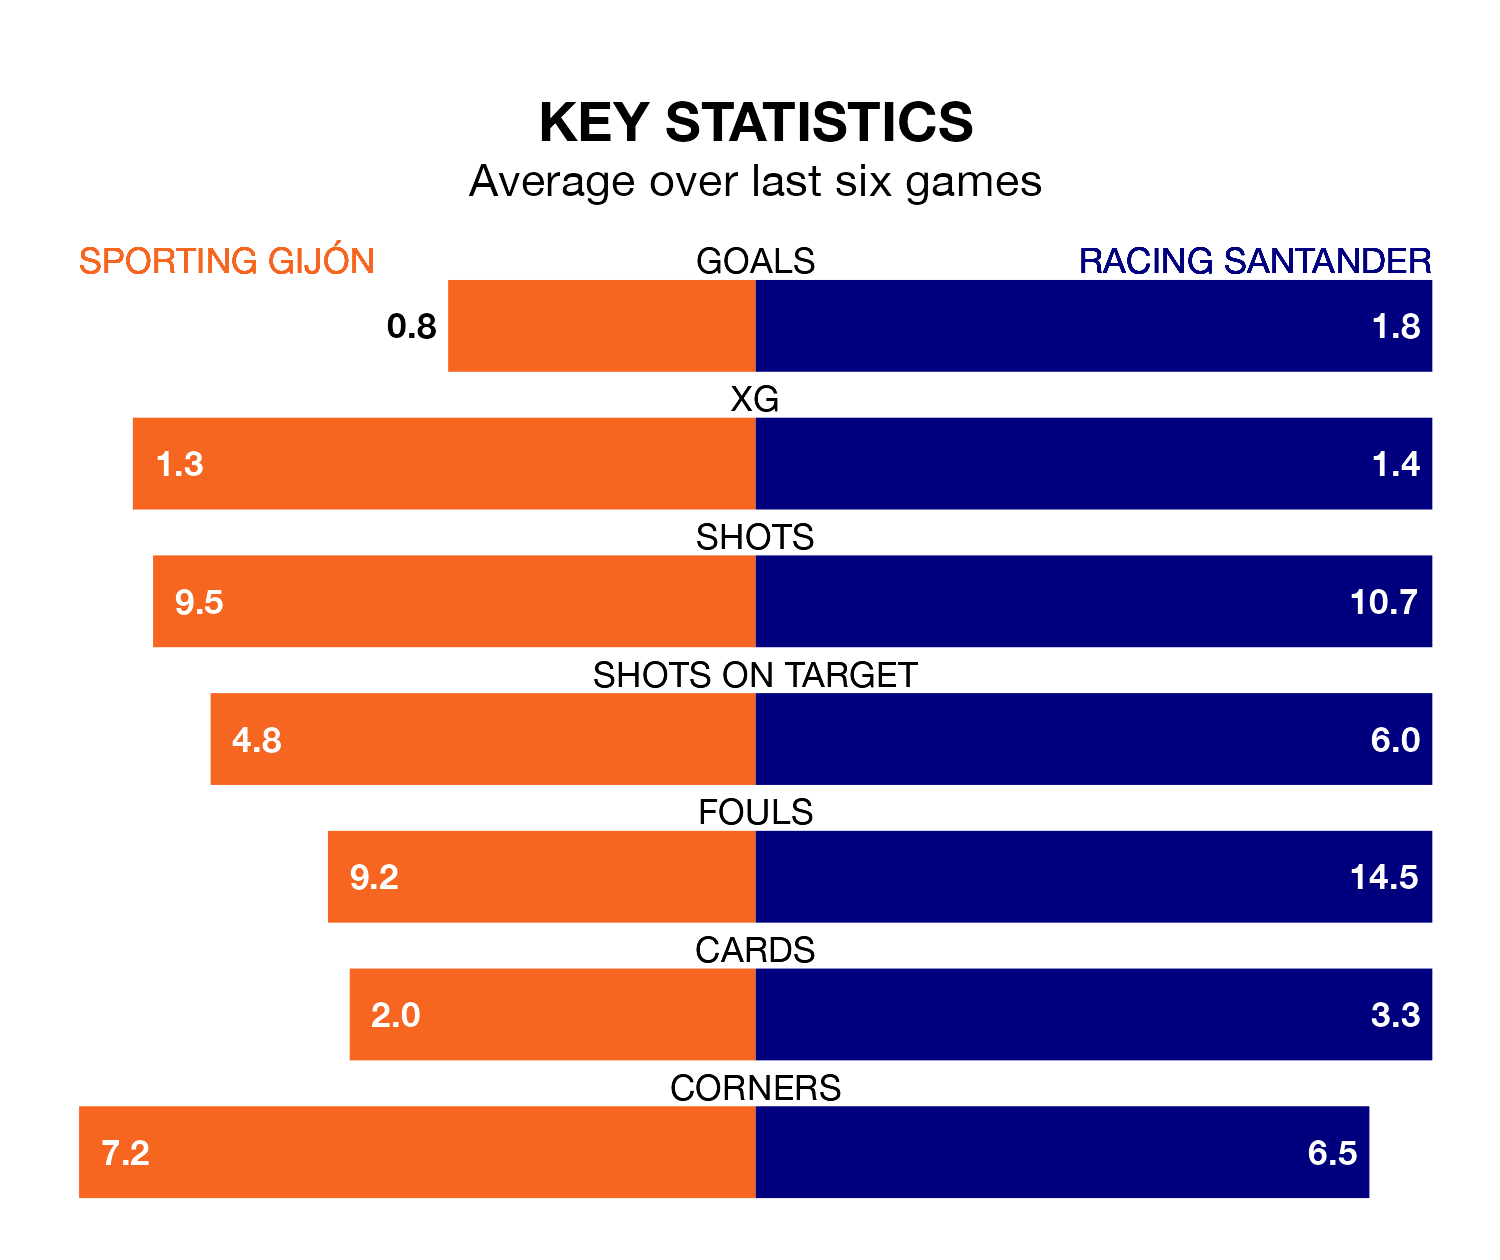 KEY STATISTICS
Average over last six games
SPORTING GIJÓN GOALS RACING SANTANDER
0.8 1.8
XG
1.3 1.4
SHOTS
9.5 10.7
SHOTS ON TARGET
4.8 6.0
FOULS
9.2 14.5
CARDS
2.0 3.3
CORNERS
7.2 6.5